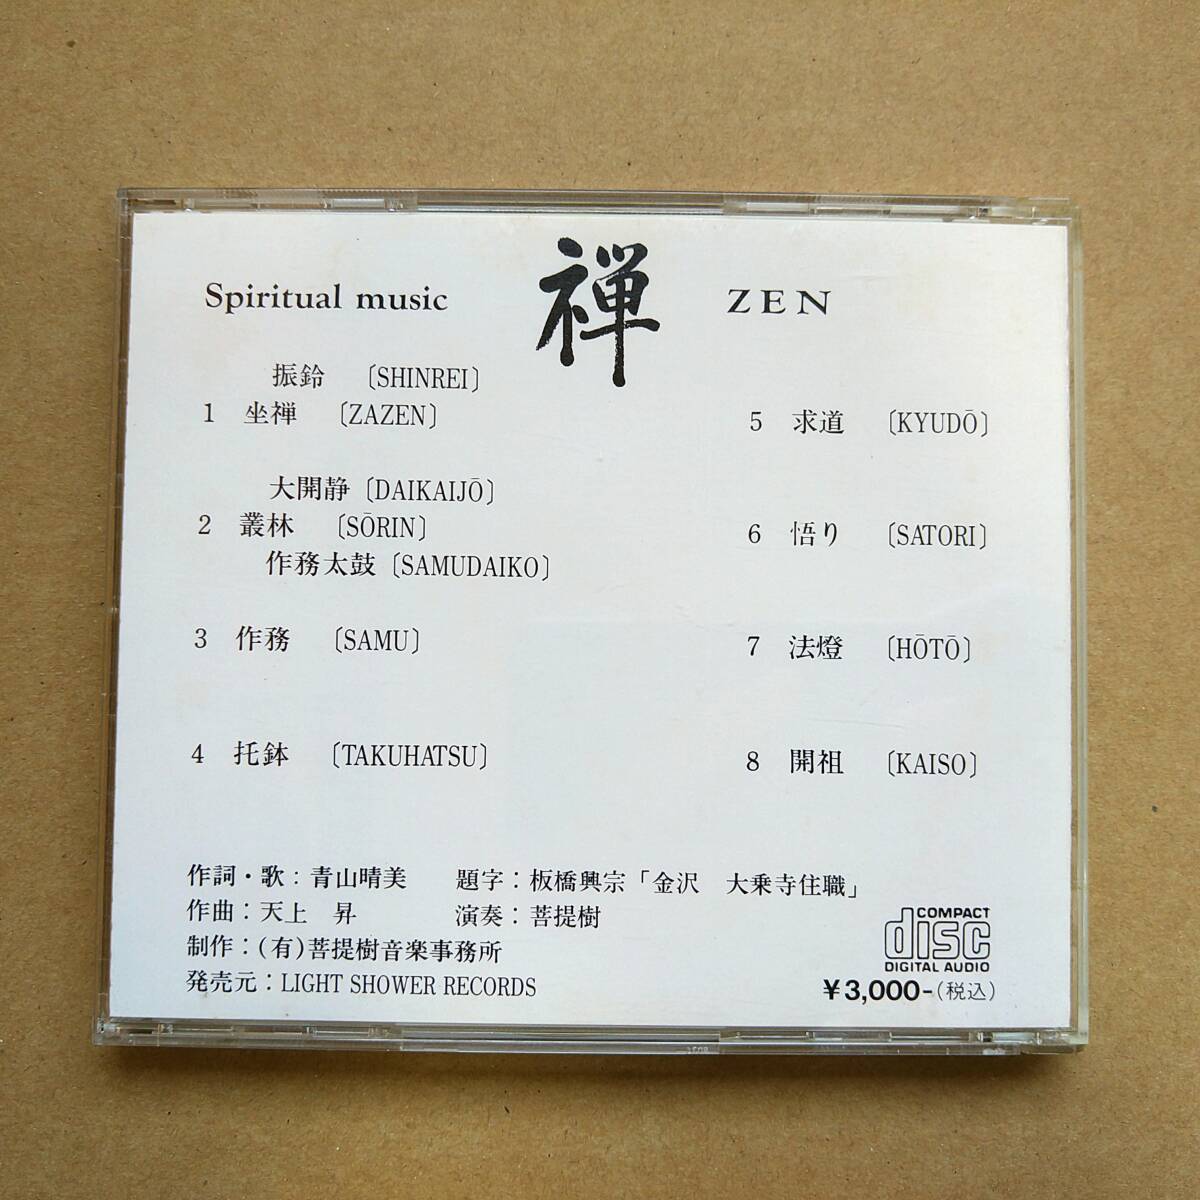 Spiritual music 禅 ZEN
振鈴 〔SHINREI〕
1 坐禅 〔ZAZEN〕
大開静〔DAIKAIJŌ〕
2 叢林 〔SŌRIN〕
作務太鼓〔SAMUDAIKO〕
3 作務 〔SAMU〕
4 托鉢 〔TAKUHATSU〕
5 求道 〔KYUDŌ〕
6 悟り 〔SATORI〕
7 法燈 〔HŌTŌ〕
8 開祖 〔KAISO〕
作詞・歌：青山晴美 題字：板橋興宗「金沢 大乗寺住職」
作曲：天上 昇 演奏：菩提樹
制作：(有)菩提樹音楽事務所
発売元：LIGHT SHOWER RECORDS
COMPACT
disc
DIGITAL AUDIO
￥3,000-(税込)